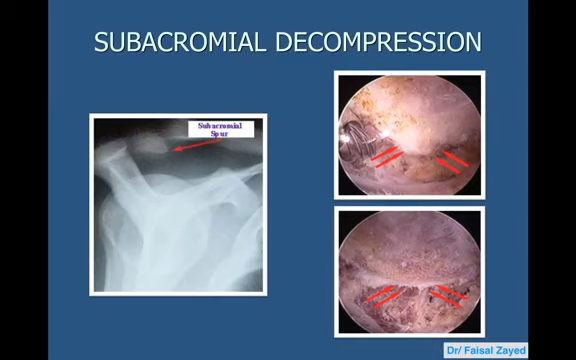 SUBACROMIAL DECOMPRESSION
Subacromial
Spur
Dr/ Faisal Zayed